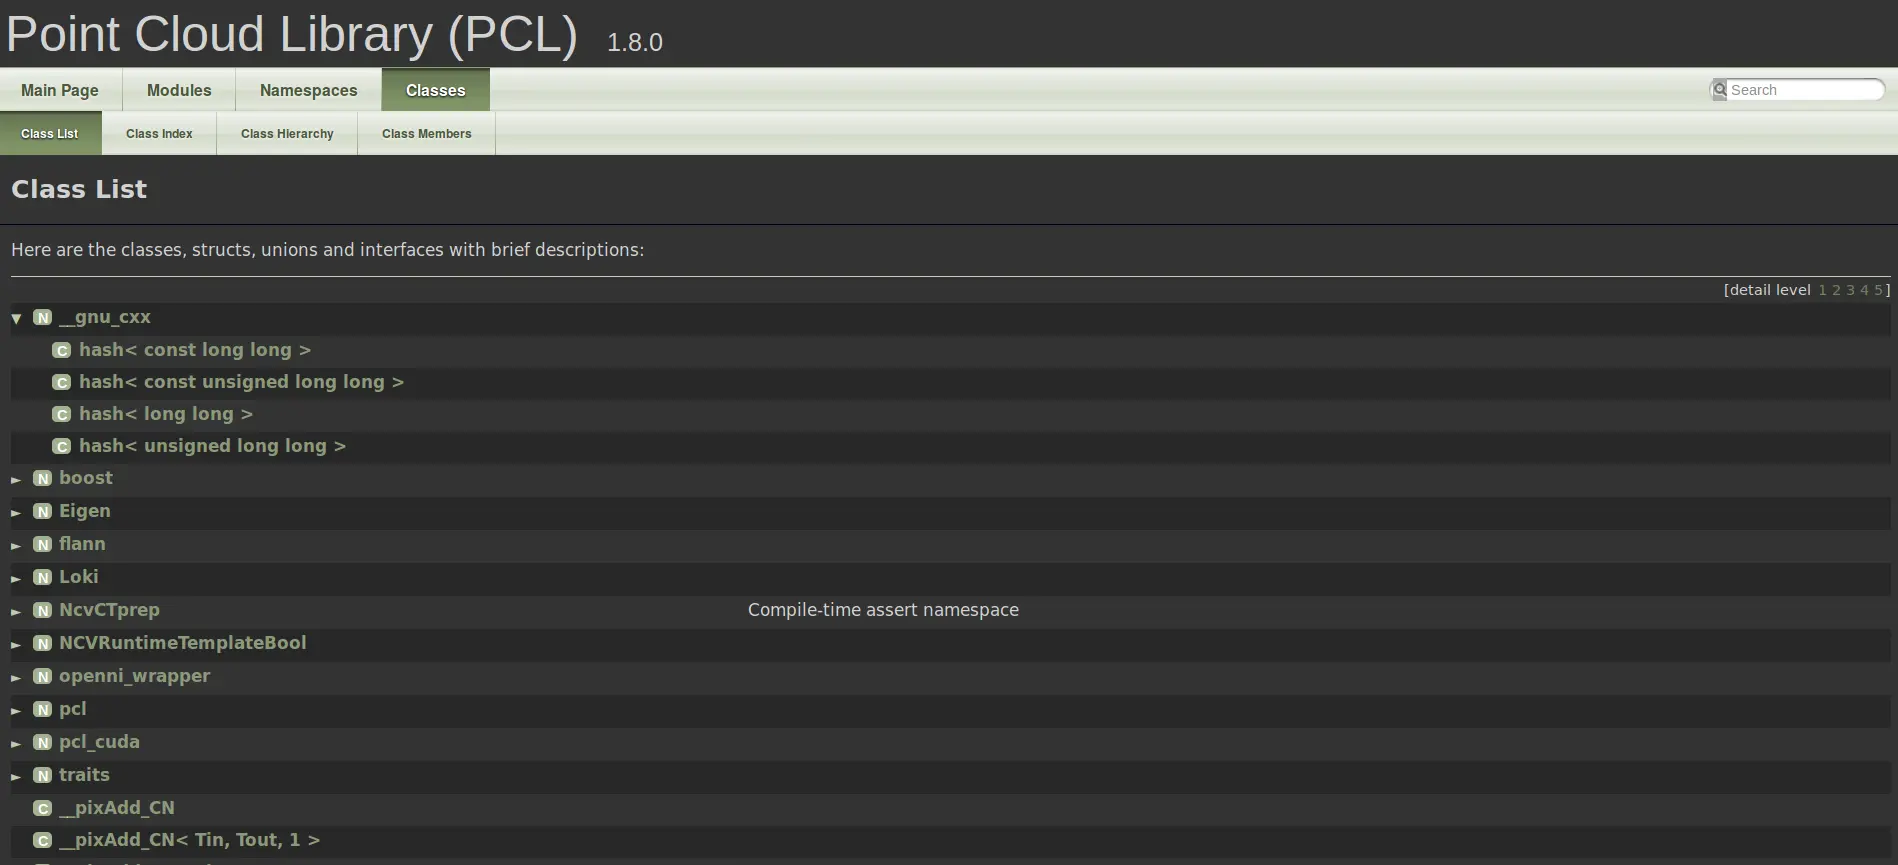 Point Cloud Library (PCL) 1.8.0
Main Page Modules Namespaces Classes Search
Class List Class Index Class Hierarchy Class Members
Class List
Here are the classes, structs, unions and interfaces with brief descriptions:
[detail level 1 2 3 4 5]
▼ N __gnu_cxx
C hash< const long long >
C hash< const unsigned long long >
C hash< long long >
C hash< unsigned long long >
► N boost
► N Eigen
► N flann
► N Loki
► N NcvCTprep Compile-time assert namespace
► N NCVRuntimeTemplateBool
► N openni_wrapper
► N pcl
► N pcl_cuda
► N traits
C __pixAdd_CN
C __pixAdd_CN< Tin, Tout, 1 >